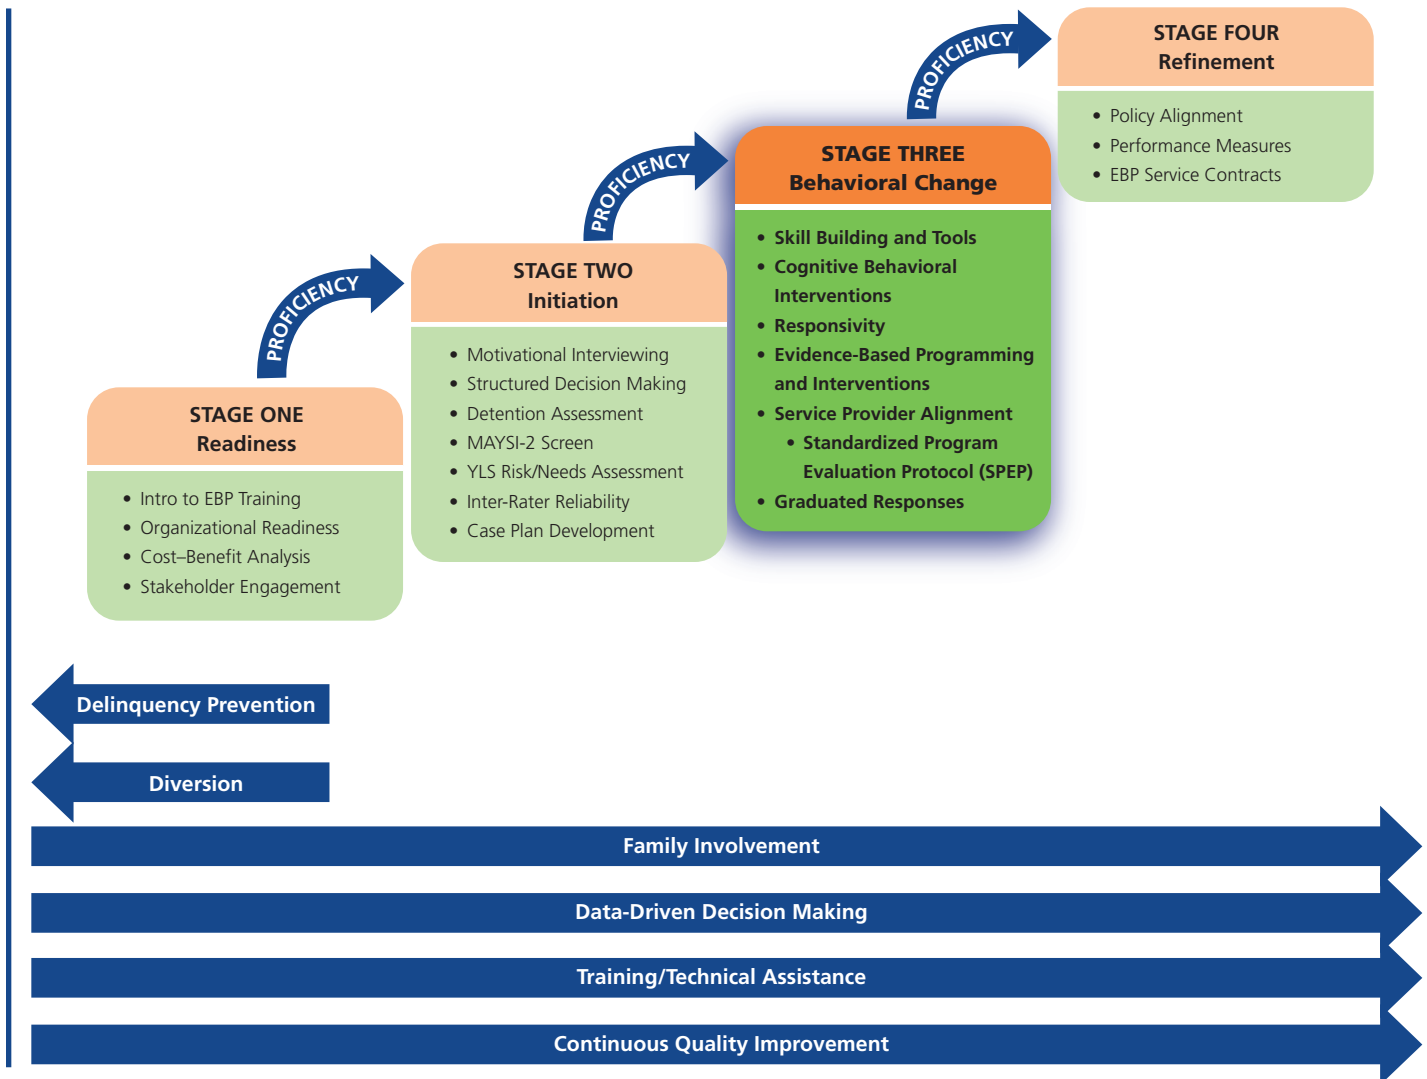 STAGE ONE
Readiness
• Intro to EBP Training
• Organizational Readiness
• Cost–Benefit Analysis
• Stakeholder Engagement
PROFICIENCY
STAGE TWO
Initiation
• Motivational Interviewing
• Structured Decision Making
• Detention Assessment
• MAYSI-2 Screen
• YLS Risk/Needs Assessment
• Inter-Rater Reliability
• Case Plan Development
PROFICIENCY
STAGE THREE
Behavioral Change
• Skill Building and Tools
• Cognitive Behavioral
Interventions
• Responsivity
• Evidence-Based Programming
and Interventions
• Service Provider Alignment
• Standardized Program
Evaluation Protocol (SPEP)
• Graduated Responses
PROFICIENCY
STAGE FOUR
Refinement
• Policy Alignment
• Performance Measures
• EBP Service Contracts
Delinquency Prevention
Diversion
Family Involvement
Data-Driven Decision Making
Training/Technical Assistance
Continuous Quality Improvement